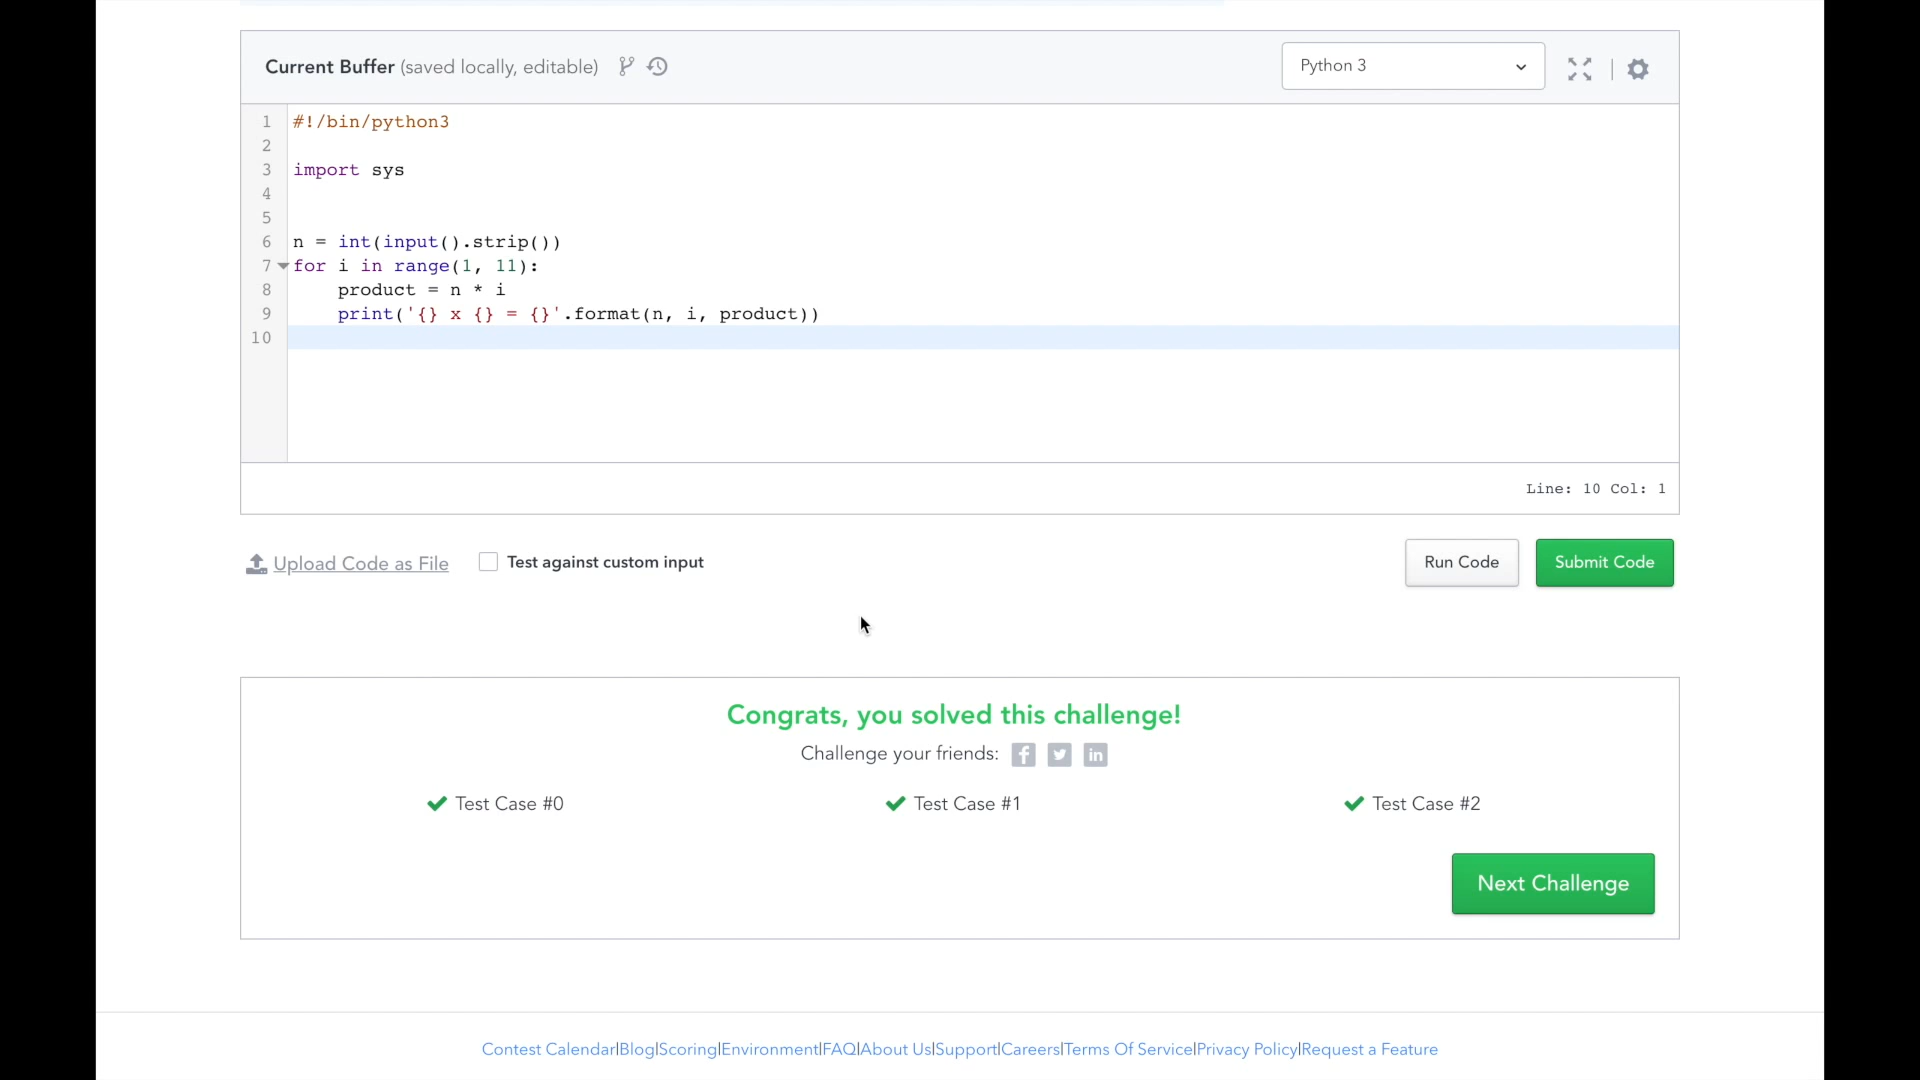 Current Buffer (saved locally, editable)
Python 3
1 #!/bin/python3
2
3 import sys
4
5
6 n = int(input().strip())
7 for i in range(1, 11):
8     product = n * i
9     print('{} x {} = {}'.format(n, i, product))
10
Line: 10 Col: 1
Upload Code as File
Test against custom input
Run Code
Submit Code
Congrats, you solved this challenge!
Challenge your friends: f in
Test Case #0
Test Case #1
Test Case #2
Next Challenge
Contest Calendar|Blog|Scoring|Environment|FAQ|About Us|Support|Careers|Terms Of Service|Privacy Policy|Request a Feature